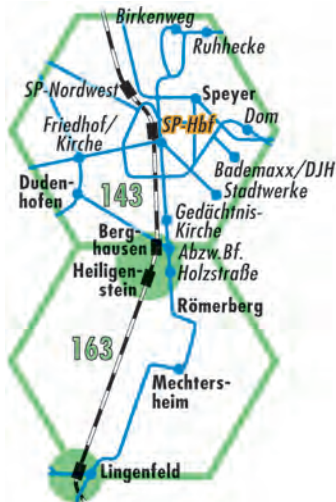 Birkenweg
Ruhhecke
SP-Nordwest
Speyer
Friedhof/
Kirche
SP-Hbf
Dom
Duden-
hofen
143
Bademaxx/DJH
Stadtwerke
Gedächtnis-
Kirche
Berg-
hausen
Abzw.Bf.
Heiligen-
stein
Holzstraße
Römerberg
163
Mechters-
heim
Lingenfeld